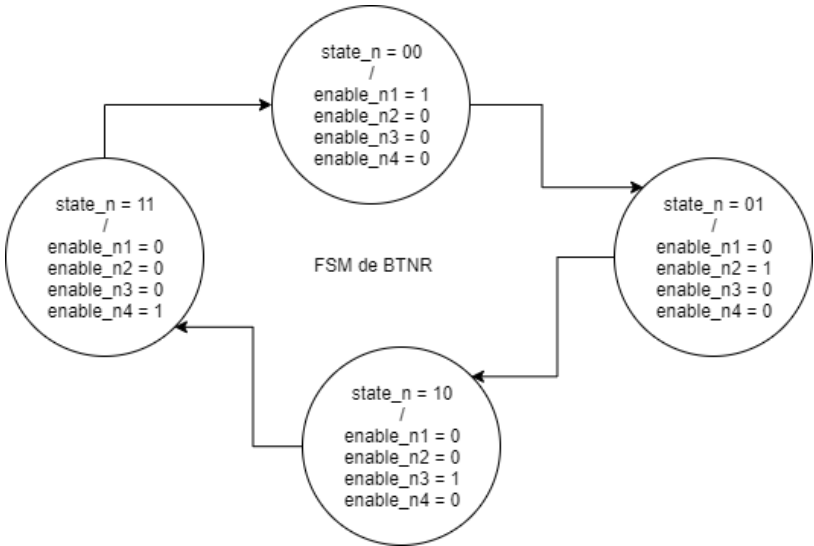 state_n = 00
/
enable_n1 = 1
enable_n2 = 0
enable_n3 = 0
enable_n4 = 0
state_n = 11
/
enable_n1 = 0
enable_n2 = 0
enable_n3 = 0
enable_n4 = 1
FSM de BTNR
state_n = 01
/
enable_n1 = 0
enable_n2 = 1
enable_n3 = 0
enable_n4 = 0
state_n = 10
/
enable_n1 = 0
enable_n2 = 0
enable_n3 = 1
enable_n4 = 0